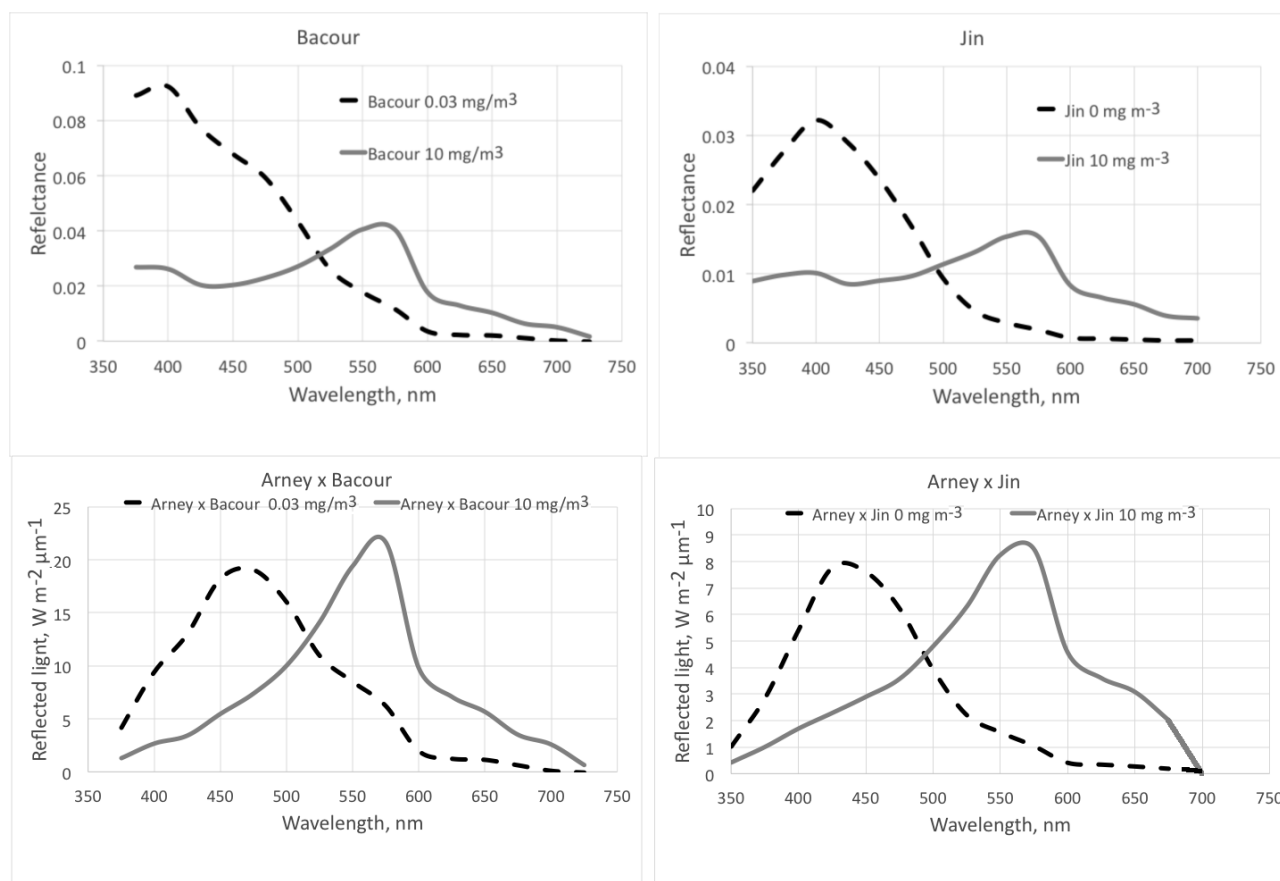 Bacour
0.1
0.08
0.06
0.04
0.02
0
Refelctance
Bacour 0.03 mg/m3
Bacour 10 mg/m3
350 400 450 500 550 600 650 700 750
Wavelength, nm
Jin
0.04
0.03
0.02
0.01
0
Reflectance
Jin 0 mg m-3
Jin 10 mg m-3
350 400 450 500 550 600 650 700 750
Wavelength, nm
Arney x Bacour
Arney x Bacour 0.03 mg/m3 Arney x Bacour 10 mg/m3
25
20
15
10
5
0
Reflected lignt, W m-2 µm-1
350 400 450 500 550 600 650 700 750
Wavelength, nm
Arney x Jin
Arney x Jin 0 mg m-3 Arney x Jin 10 mg m-3
10
9
8
7
6
5
4
3
2
1
0
Reflected light, W m-2 µm-1
350 400 450 500 550 600 650 700 750
Wavelength, nm